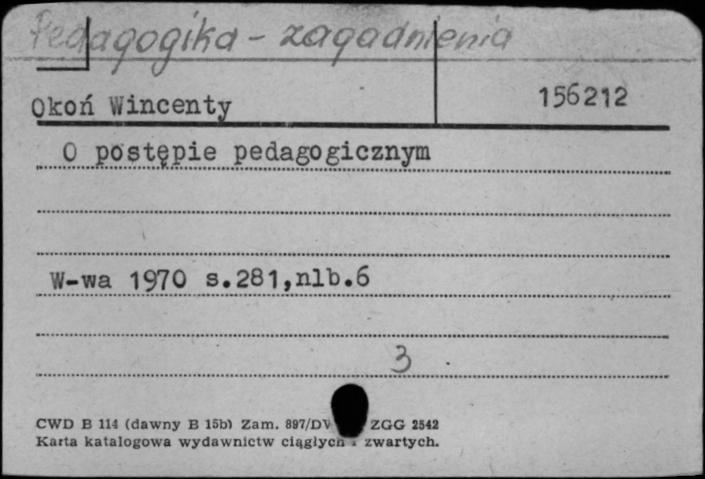 Pedagogika - zagadnienia
156212
Okoń Wincenty
O postępie pedagogicznym
W-wa 1970 s.281,nlb.6
3
CWD B 114 (dawny B 15b) Zam. 897/DW ZGG 2542
Karta katalogowa wydawnictw ciągłych i zwartych.